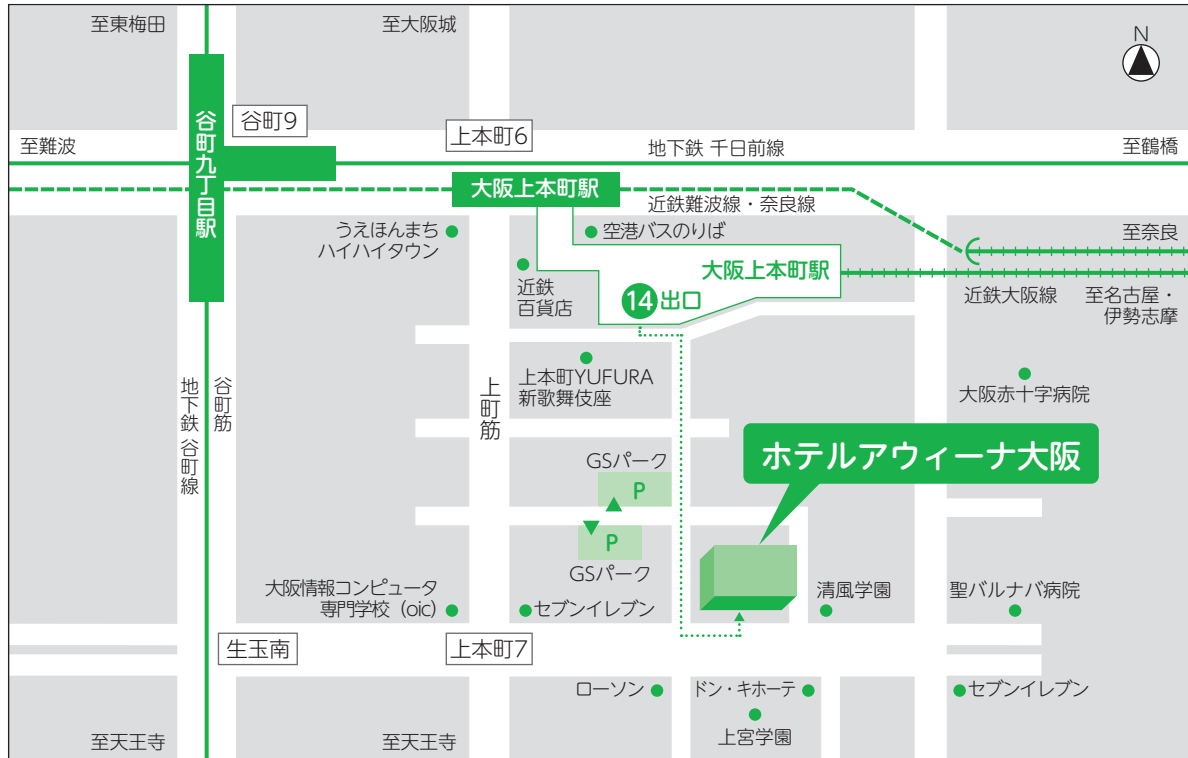 至東梅田
至大阪城
N
谷町九丁目駅
谷町9
上本町6
至難波
地下鉄 千日前線
至鶴橋
大阪上本町駅
近鉄難波線・奈良線
うえほんまち
ハイハイタウン
空港バスのりば
至奈良
大阪上本町駅
近鉄
百貨店
14出口
近鉄大阪線
至名古屋・
伊勢志摩
地下鉄 谷町線
谷町筋
上町筋
上本町YUFURA
新歌舞伎座
大阪赤十字病院
ホテルアウィーナ大阪
GSパーク
P
P
GSパーク
大阪情報コンピュータ
専門学校(oic)
セブンイレブン
清風学園
聖バルナバ病院
生玉南
上本町7
ローソン
ドン・キホーテ
セブンイレブン
上宮学園
至天王寺
至天王寺